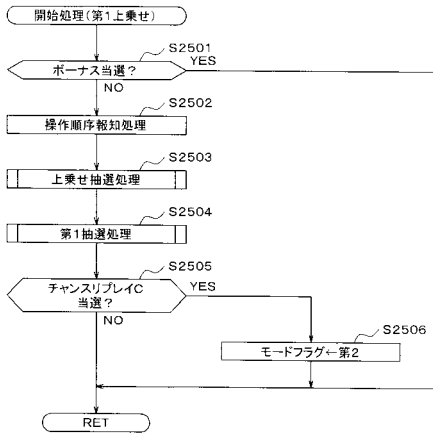 開始処理(第1上乗せ)
S2501
ボーナス当選?
YES
NO
S2502
操作順序報知処理
S2503
上乗せ抽選処理
S2504
第1抽選処理
S2505
チャンスリプレイC
当選?
YES
NO
S2506
モードフラグ←第2
RET